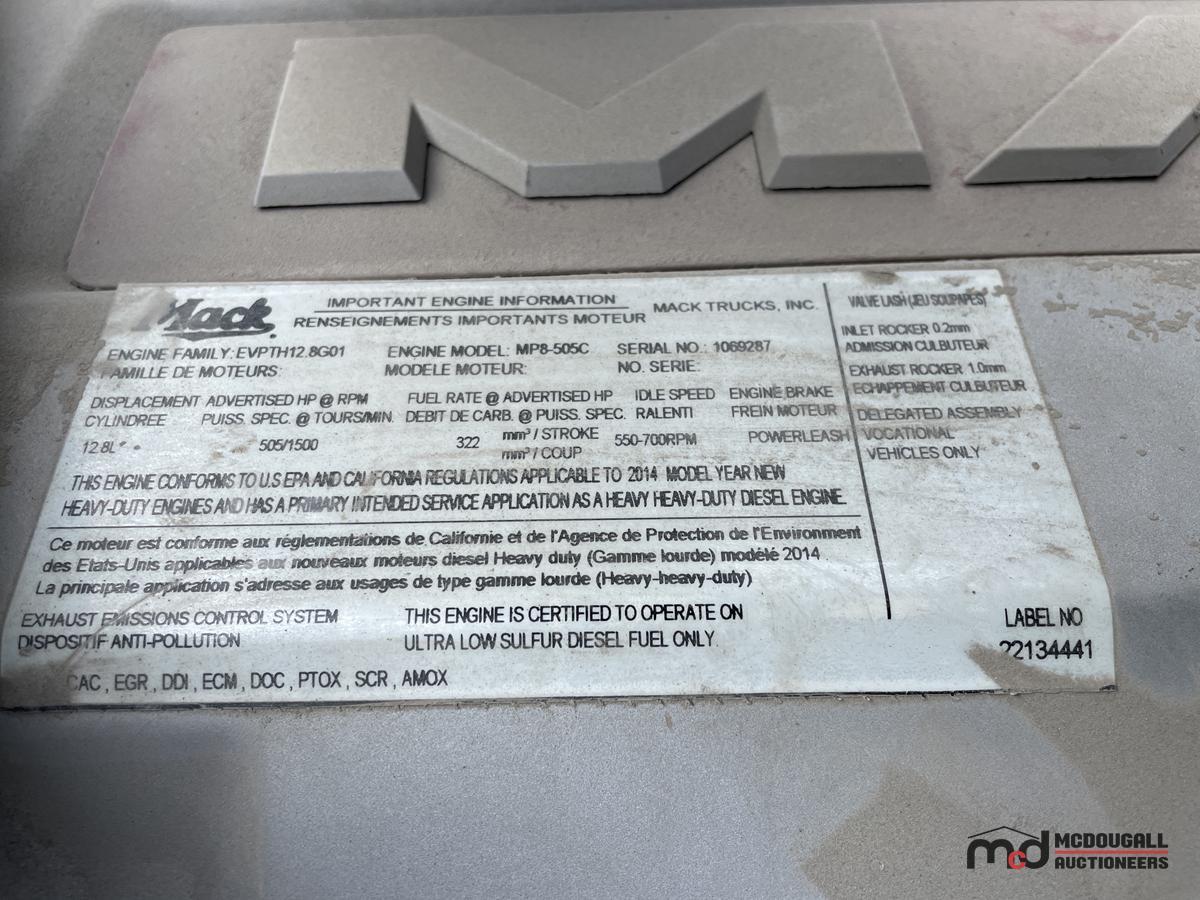 MA
Mack
IMPORTANT ENGINE INFORMATION
RENSEIGNEMENTS IMPORTANTS MOTEUR
MACK TRUCKS, INC.
ENGINE FAMILY: EVPTH12.8G01 ENGINE MODEL: MP8-505C SERIAL NO.: 1069287
FAMILLE DE MOTEURS: MODELE MOTEUR: NO. SERIE:
DISPLACEMENT ADVERTISED HP @ RPM FUEL RATE @ ADVERTISED HP IDLE SPEED ENGINE BRAKE
CYLINDREE PUISS. SPEC. @ TOURS/MIN. DEBIT DE CARB. @ PUISS. SPEC. RALENTI FREIN MOTEUR
12.8L 505/1500 322 mm³ / STROKE 550-700RPM POWERLEASH
mm³ / COUP
THIS ENGINE CONFORMS TO U.S EPA AND CALIFORNIA REGULATIONS APPLICABLE TO 2014 MODEL YEAR NEW
HEAVY-DUTY ENGINES AND HAS A PRIMARY INTENDED SERVICE APPLICATION AS A HEAVY HEAVY-DUTY DIESEL ENGINE.
Ce moteur est conforme aux réglementations de Californie et de l'Agence de Protection de l'Environment
des Etats-Unis applicables aux nouveaux moteurs diesel Heavy duty (Gamme lourde) modélé 2014
La principale application s'adresse aux usages de type gamme lourde (Heavy-heavy-duty)
EXHAUST EMISSIONS CONTROL SYSTEM
DISPOSITIF ANTI-POLLUTION
THIS ENGINE IS CERTIFIED TO OPERATE ON
ULTRA LOW SULFUR DIESEL FUEL ONLY.
CAC , EGR , DDI , ECM , DOC , PTOX , SCR , AMOX
VALVE LASH (JEU SOUPAPES)
INLET ROCKER 0.2mm
ADMISSION CULBUTEUR
EXHAUST ROCKER 1.0mm
ECHAPPEMENT CULBUTEUR
DELEGATED ASSEMBLY
VOCATIONAL
VEHICLES ONLY
LABEL NO
22134441
mcd MCDOUGALL
AUCTIONEERS